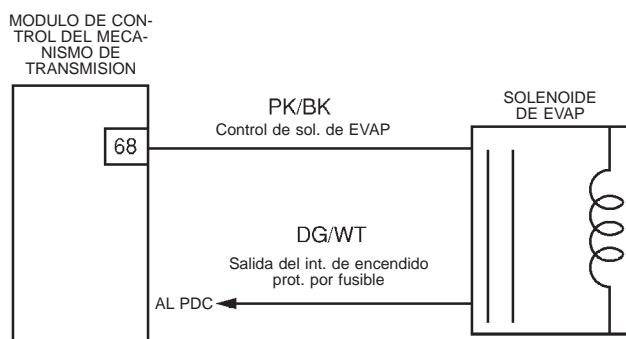 MODULO DE CON-
TROL DEL MECA-
NISMO DE
TRANSMISION
PK/BK
Control de sol. de EVAP
SOLENOIDE
DE EVAP
68
DG/WT
Salida del int. de encendido
prot. por fusible
AL PDC